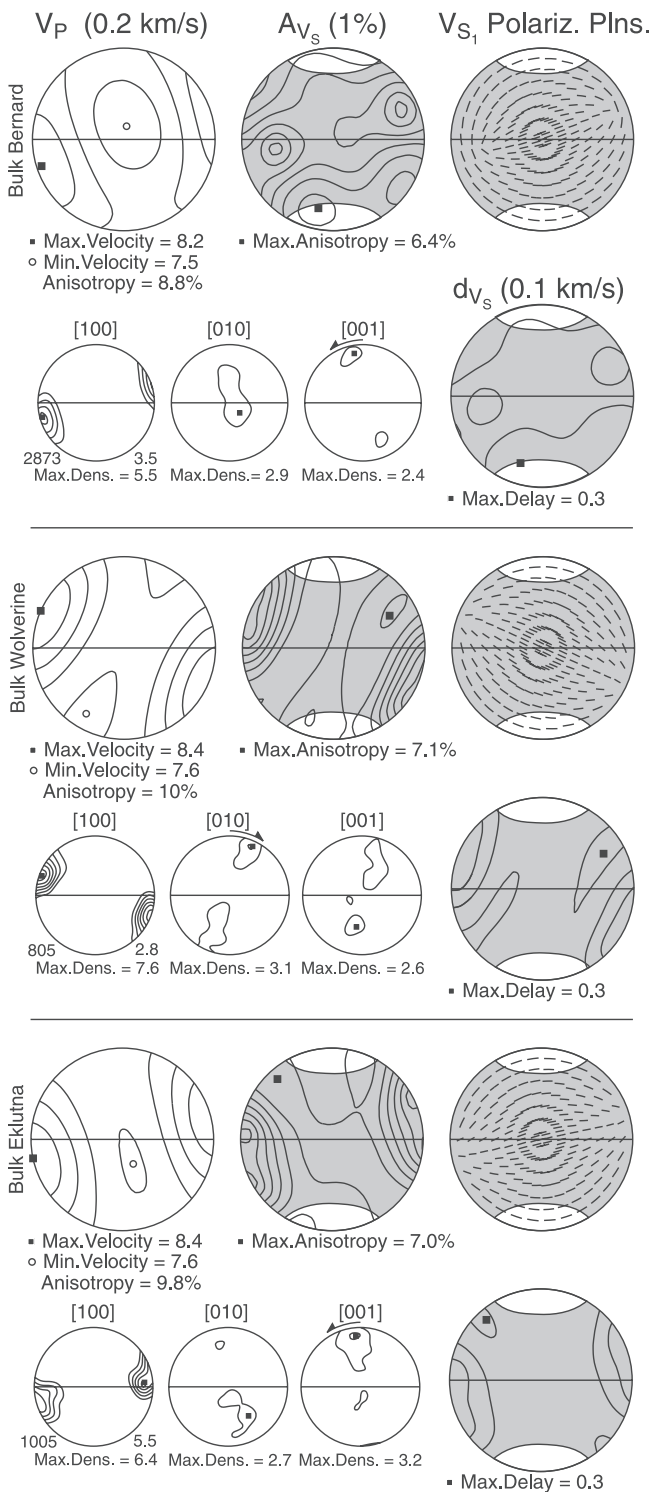 V_P (0.2 km/s) A_{V_S} (1%) V_{S_1} Polariz. Plns.
Bulk Bernard
▪ Max.Velocity = 8.2 ▪ Max.Anisotropy = 6.4%
○ Min.Velocity = 7.5
Anisotropy = 8.8%
d_{V_S} (0.1 km/s)
[100] [010] [001]
2873 3.5
Max.Dens. = 5.5 Max.Dens. = 2.9 Max.Dens. = 2.4
▪ Max.Delay = 0.3
Bulk Wolverine
▪ Max.Velocity = 8.4 ▪ Max.Anisotropy = 7.1%
○ Min.Velocity = 7.6
Anisotropy = 10%
[100] [010] [001]
805 2.8
Max.Dens. = 7.6 Max.Dens. = 3.1 Max.Dens. = 2.6
▪ Max.Delay = 0.3
Bulk Eklutna
▪ Max.Velocity = 8.4 ▪ Max.Anisotropy = 7.0%
○ Min.Velocity = 7.6
Anisotropy = 9.8%
[100] [010] [001]
1005 5.5
Max.Dens. = 6.4 Max.Dens. = 2.7 Max.Dens. = 3.2
▪ Max.Delay = 0.3